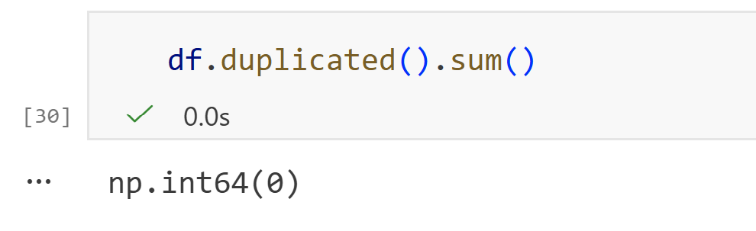 df.duplicated().sum()
[30] 0.0s
... np.int64(0)